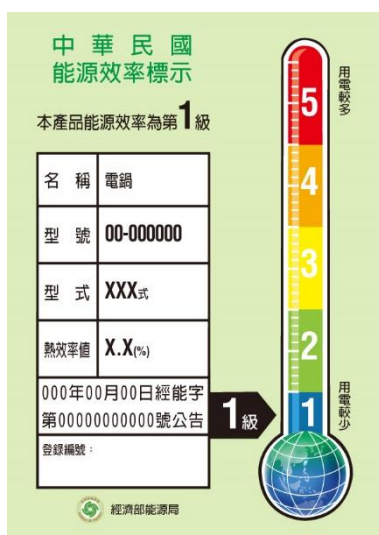 中華民國
能源效率標示
本產品能源效率為第1級
名 稱 電鍋
型 號 00-000000
型 式 XXX式
熱效率值 X.X(%)
000年00月00日經能字
第00000000000號公告
登錄編號：
經濟部能源局
用電較多
5
4
3
2
1
用電較少
1級